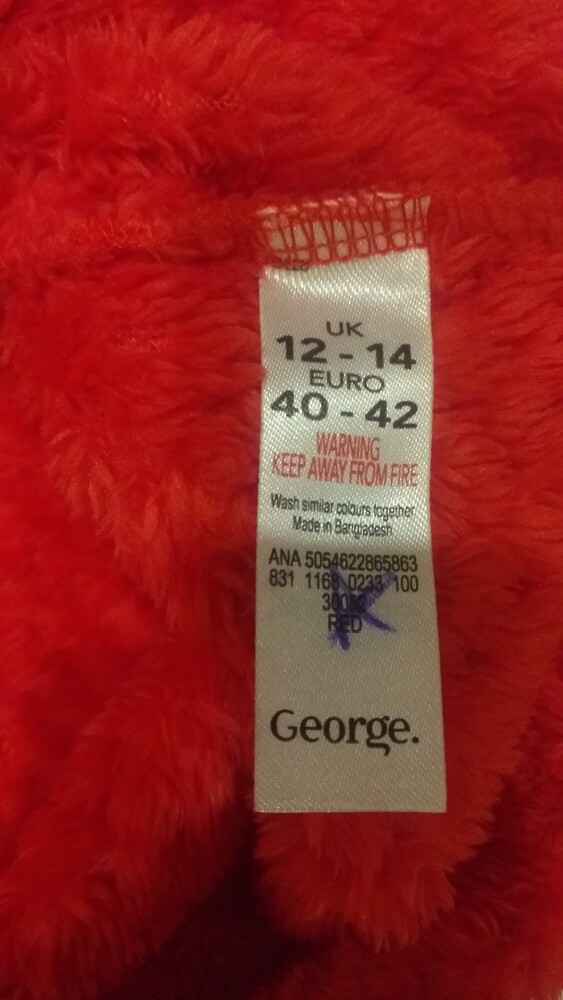 UK
12 - 14
EURO
40 - 42
WARNING
KEEP AWAY FROM FIRE
Wash similar colours together
Made in Bangladesh
ANA 5054622865863
831 1168 0233 100
RED
George.